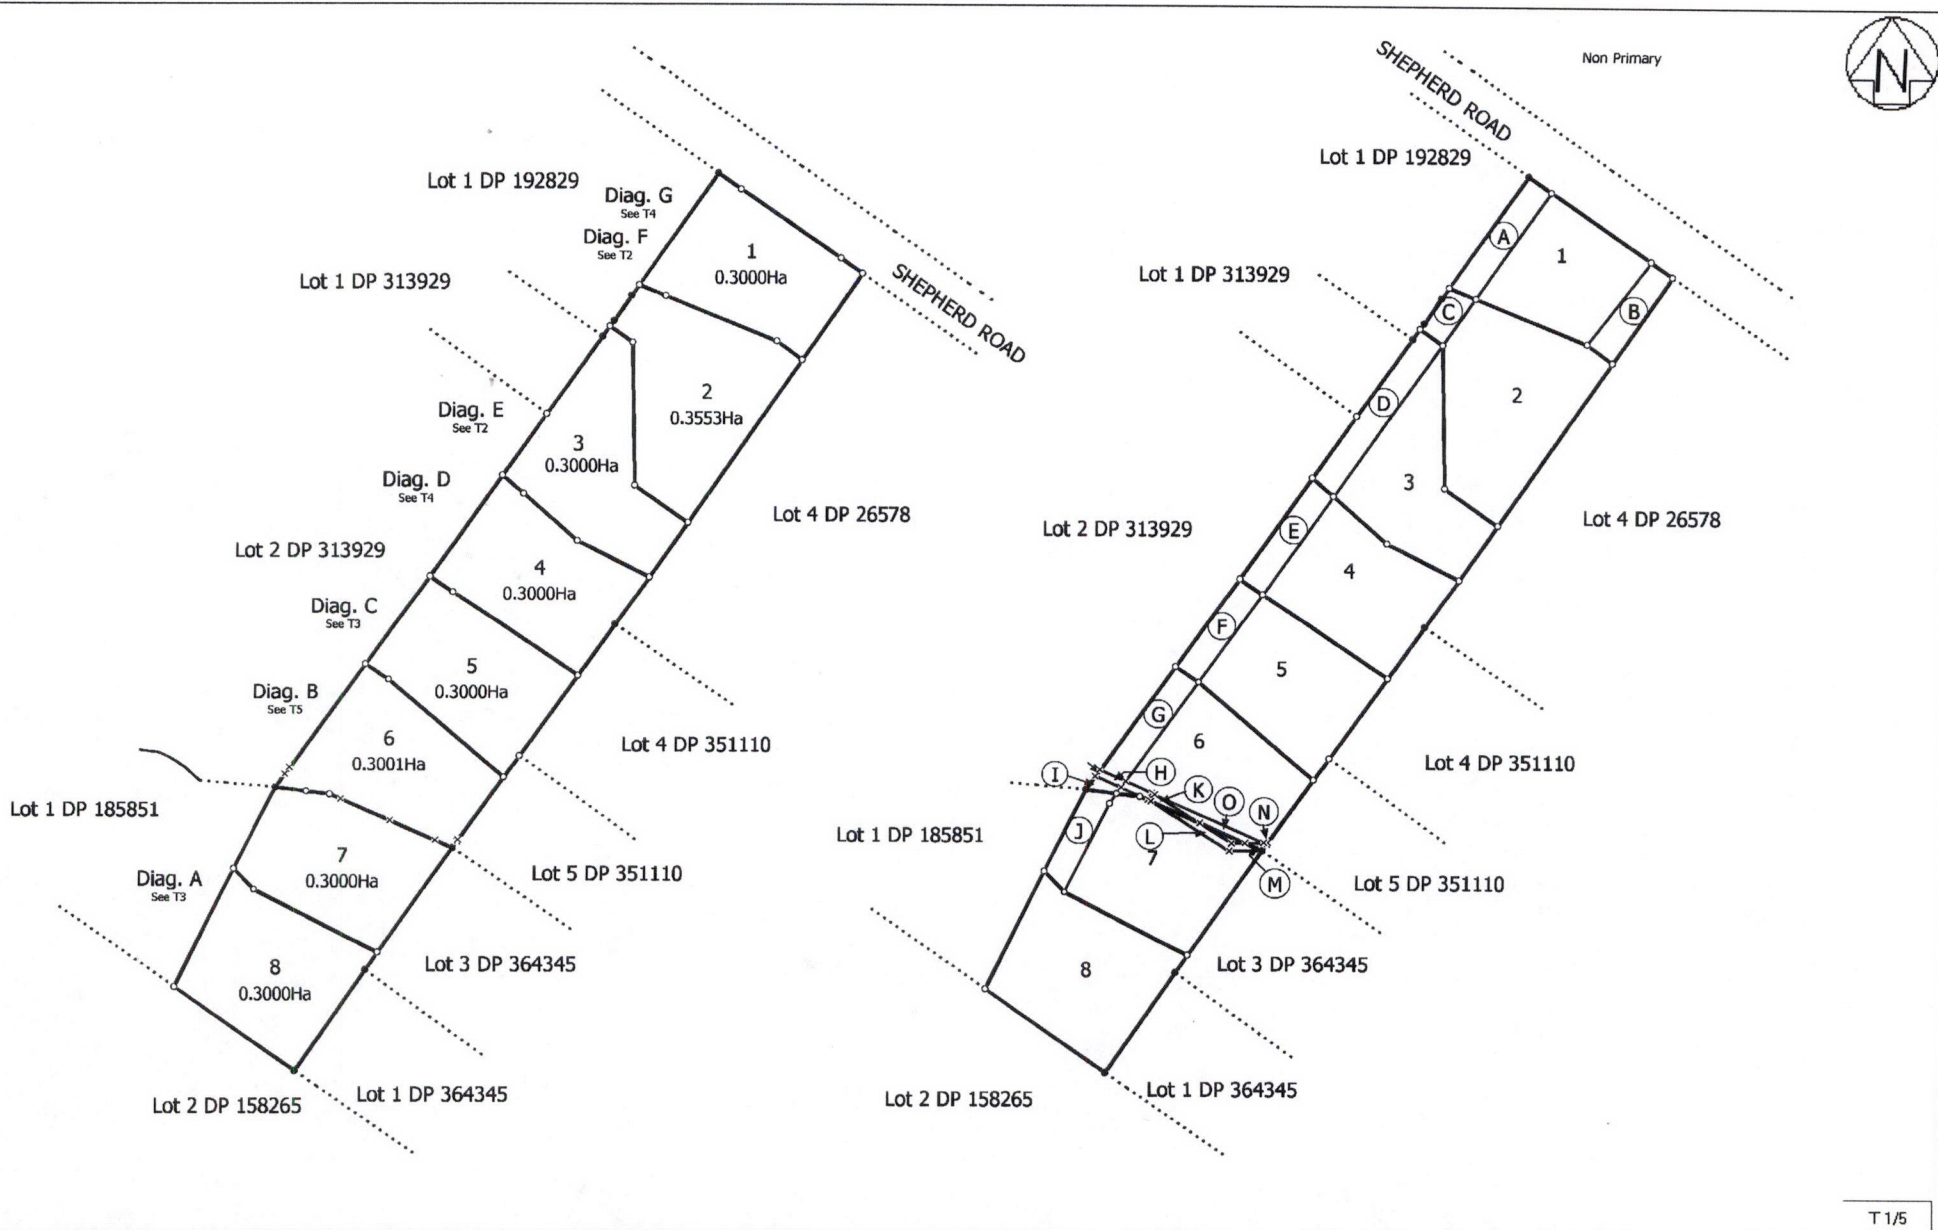 Non Primary
N
SHEPHERD ROAD
Lot 1 DP 192829
Diag. G
See T4
Diag. F
See T2
1
0.3000Ha
SHEPHERD ROAD
Lot 1 DP 313929
2
0.3553Ha
Diag. E
See T2
3
0.3000Ha
Diag. D
See T4
Lot 4 DP 26578
Lot 2 DP 313929
4
0.3000Ha
Diag. C
See T3
5
0.3000Ha
Diag. B
See T5
6
0.3001Ha
Lot 4 DP 351110
Lot 1 DP 185851
7
0.3000Ha
Diag. A
See T3
Lot 5 DP 351110
8
0.3000Ha
Lot 3 DP 364345
Lot 1 DP 364345
Lot 2 DP 158265
Lot 1 DP 192829
A
1
Lot 1 DP 313929
C
B
D
2
3
Lot 4 DP 26578
Lot 2 DP 313929
E
4
F
5
G
6
Lot 4 DP 351110
I
H
K
O
N
Lot 1 DP 185851
J
L
7
M
Lot 5 DP 351110
8
Lot 3 DP 364345
Lot 1 DP 364345
Lot 2 DP 158265
T 1/5